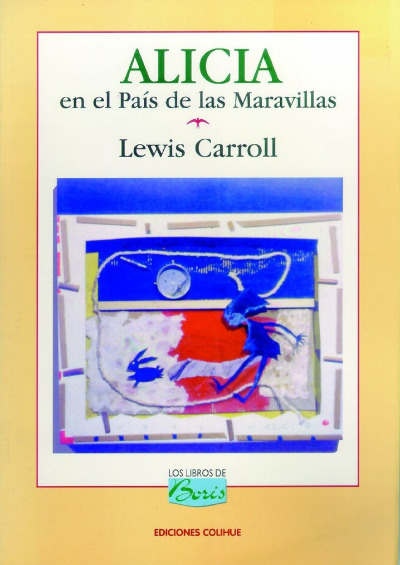 ALICIA
en el País de las Maravillas
Lewis Carroll
LOS LIBROS DE
Boris
EDICIONES COLIHUE